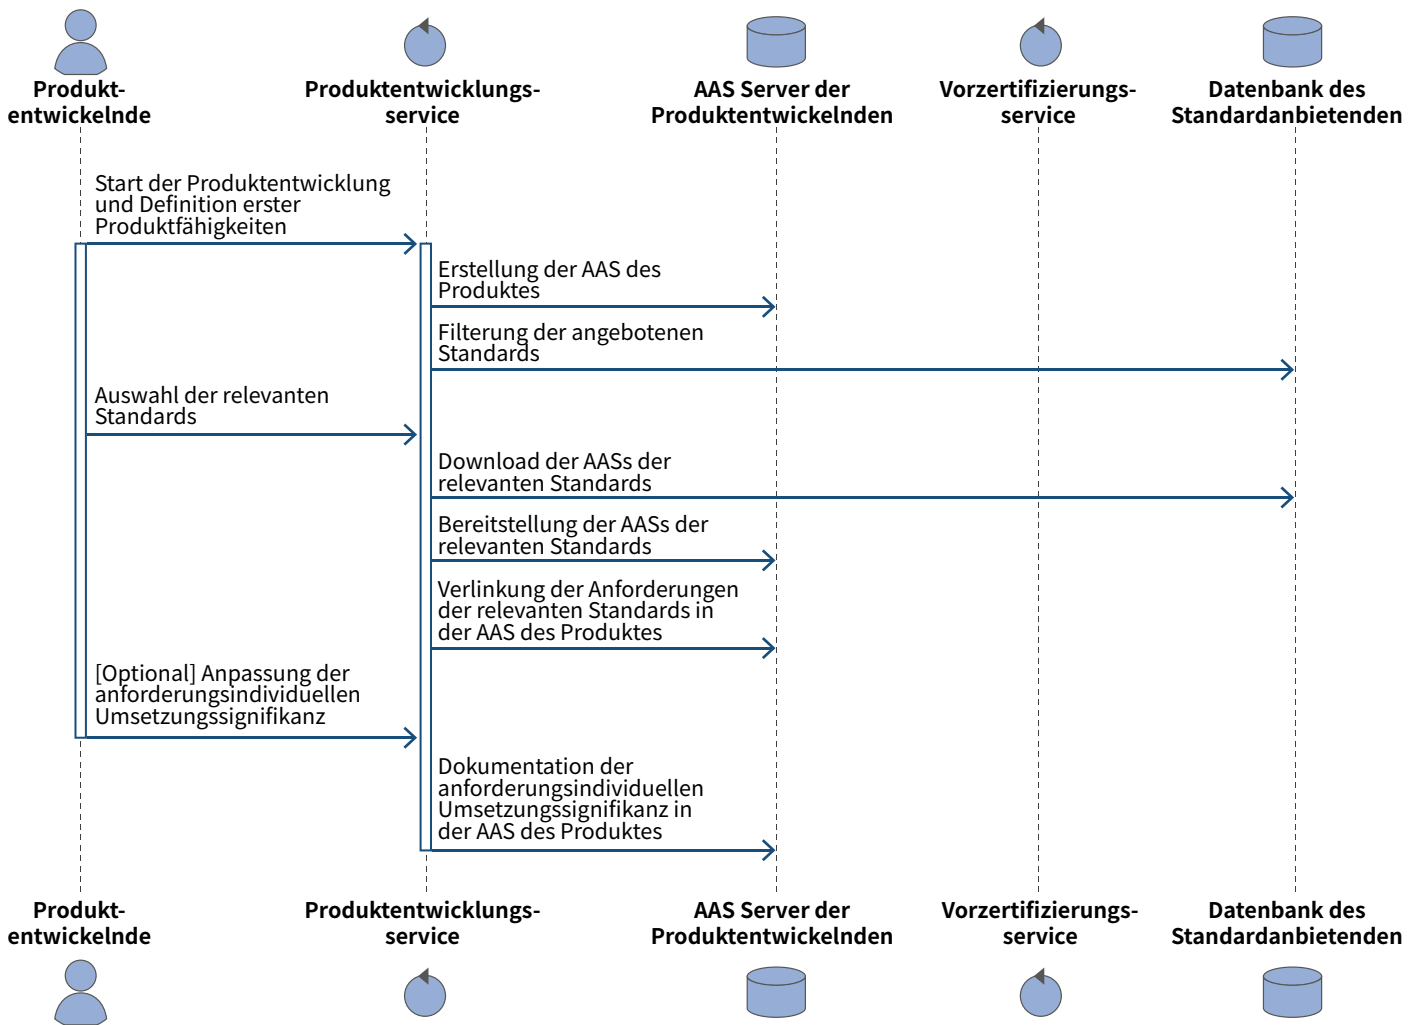 Produkt-
entwickelnde
Produktentwicklungs-
service
AAS Server der
Produktentwickelnden
Vorzertifizierungs-
service
Datenbank des
Standardanbietenden
Start der Produktentwicklung
und Definition erster
Produktfähigkeiten
Erstellung der AAS des
Produktes
Filterung der angebotenen
Standards
Auswahl der relevanten
Standards
Download der AASs der
relevanten Standards
Bereitstellung der AASs der
relevanten Standards
Verlinkung der Anforderungen
der relevanten Standards in
der AAS des Produktes
[Optional] Anpassung der
anforderungsindividuellen
Umsetzungssignifikanz
Dokumentation der
anforderungsindividuellen
Umsetzungssignifikanz in
der AAS des Produktes
Produkt-
entwickelnde
Produktentwicklungs-
service
AAS Server der
Produktentwickelnden
Vorzertifizierungs-
service
Datenbank des
Standardanbietenden